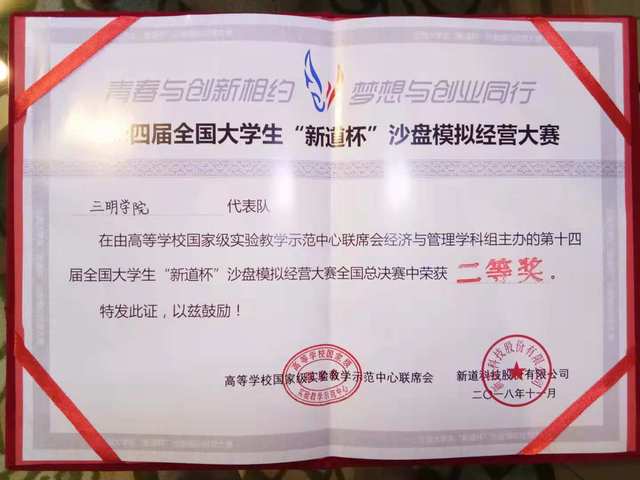 青春与创新相约 梦想与创业同行
十四届全国大学生“新道杯”沙盘模拟经营大赛
三明学院 代表队
在由高等学校国家级实验教学示范中心联席会经济与管理学科组主办的第十四
届全国大学生“新道杯”沙盘模拟经营大赛全国总决赛中荣获 二等奖 。
特发此证，以兹鼓励！
高等学校国家级实验教学示范中心联席会
新道科技股份有限公司
二〇一八年十一月